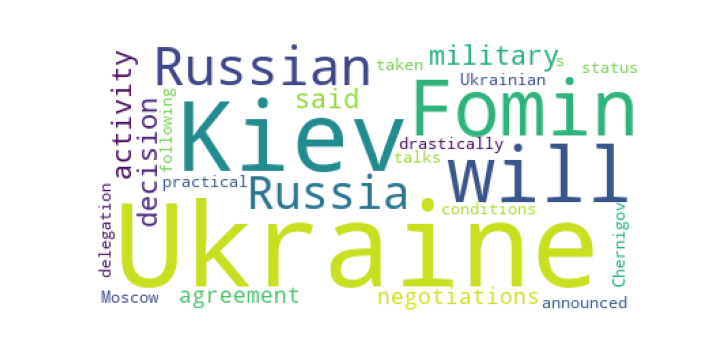 Russian
taken
military
s
Ukrainian
status
activity
decision
following
said
Kiev
Fomin
drastically
talks
will
practical
Russia
conditions
delegation
Ukraine
Chernigov
Moscow
agreement
negotiations
announced